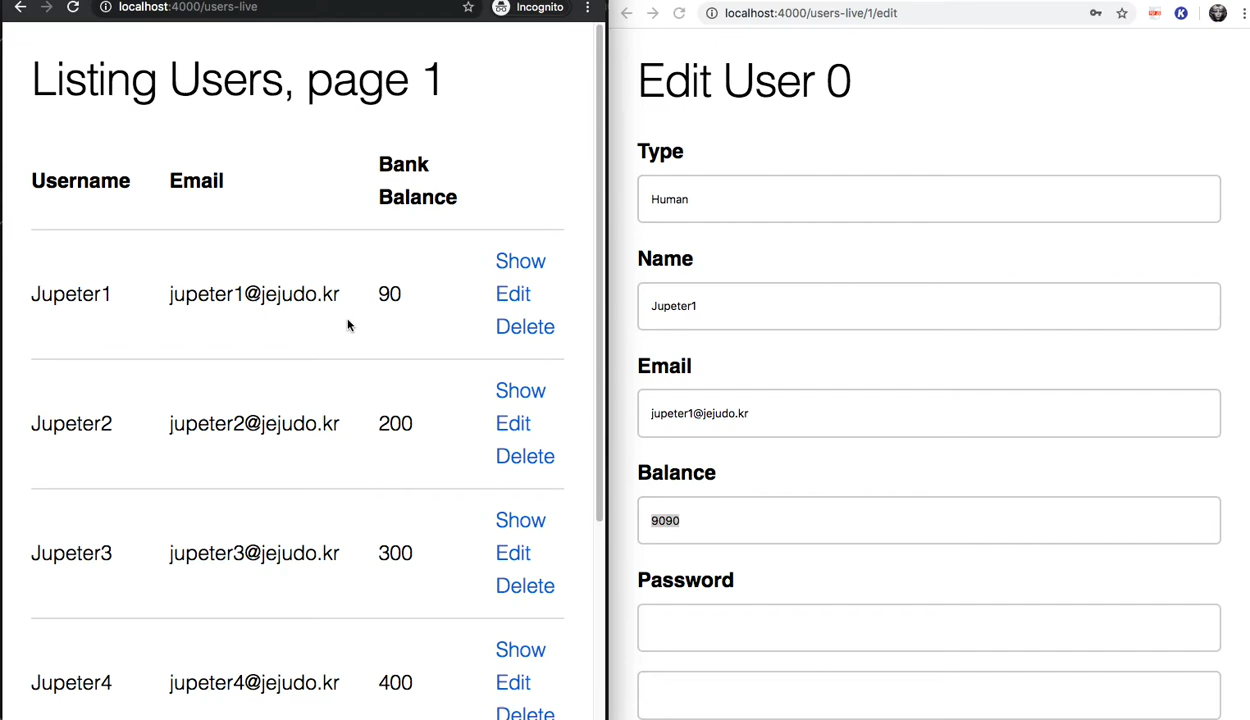 localhost:4000/users-live
Incognito
Listing Users, page 1
Username Email Bank Balance
Jupeter1 jupeter1@jejudo.kr 90 Show
Edit
Delete
Jupeter2 jupeter2@jejudo.kr 200 Show
Edit
Delete
Jupeter3 jupeter3@jejudo.kr 300 Show
Edit
Delete
Jupeter4 jupeter4@jejudo.kr 400 Show
Edit
Delete
localhost:4000/users-live/1/edit
K
Edit User 0
Type
Human
Name
Jupeter1
Email
jupeter1@jejudo.kr
Balance
9090
Password